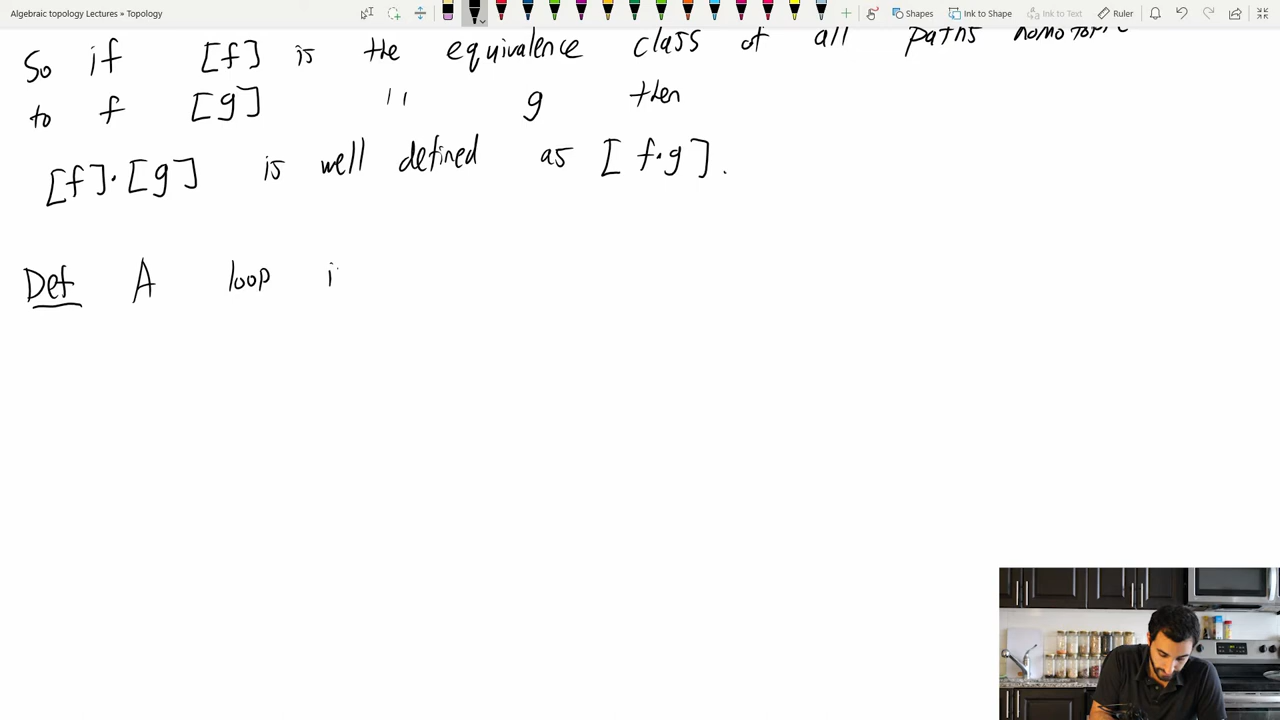 Algebraic topology Lectures » Topology
Shapes Ink to Shape Ink to Text Ruler
So if [f] is the equivalence class of all paths homotopic
to f [g] " g then
[f]·[g] is well defined as [f·g].
Def A loop i